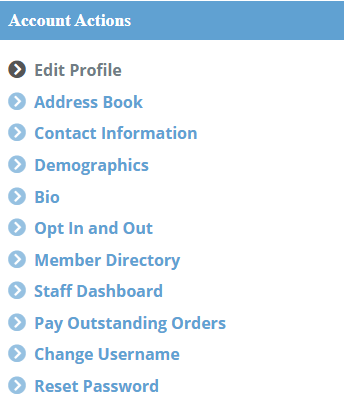 Account Actions
Edit Profile
Address Book
Contact Information
Demographics
Bio
Opt In and Out
Member Directory
Staff Dashboard
Pay Outstanding Orders
Change Username
Reset Password